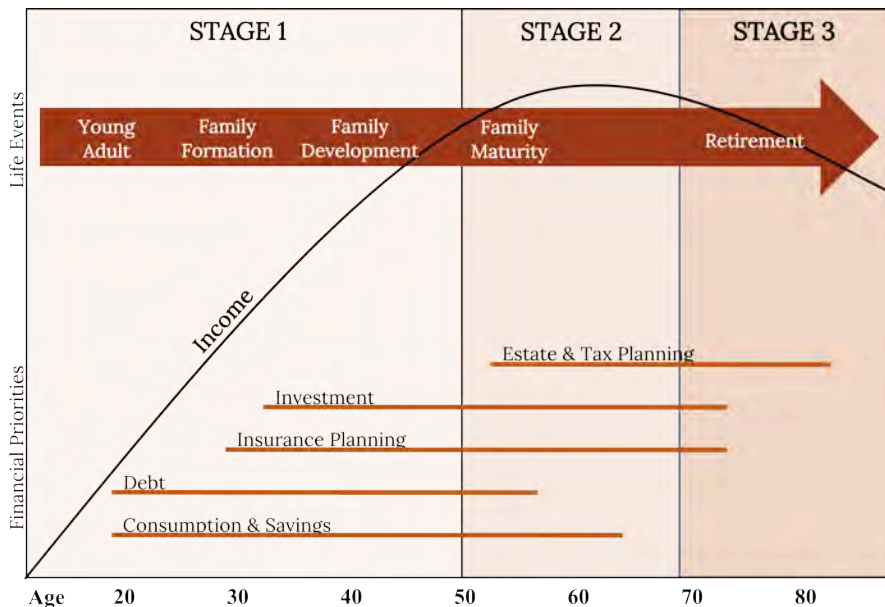 STAGE 1
STAGE 2
STAGE 3
Life Events
Young
Adult
Family
Formation
Family
Development
Family
Maturity
Retirement
Income
Financial Priorities
Estate & Tax Planning
Investment
Insurance Planning
Debt
Consumption & Savings
Age 20 30 40 50 60 70 80